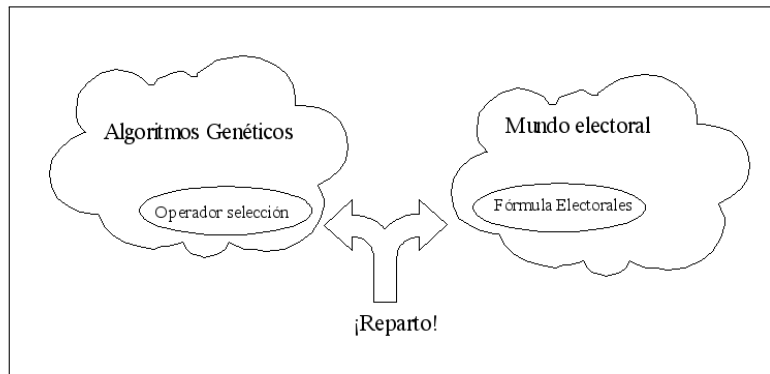 Algoritmos Genéticos
Mundo electoral
Operador selección
Fórmula Electorales
¡Reparto!